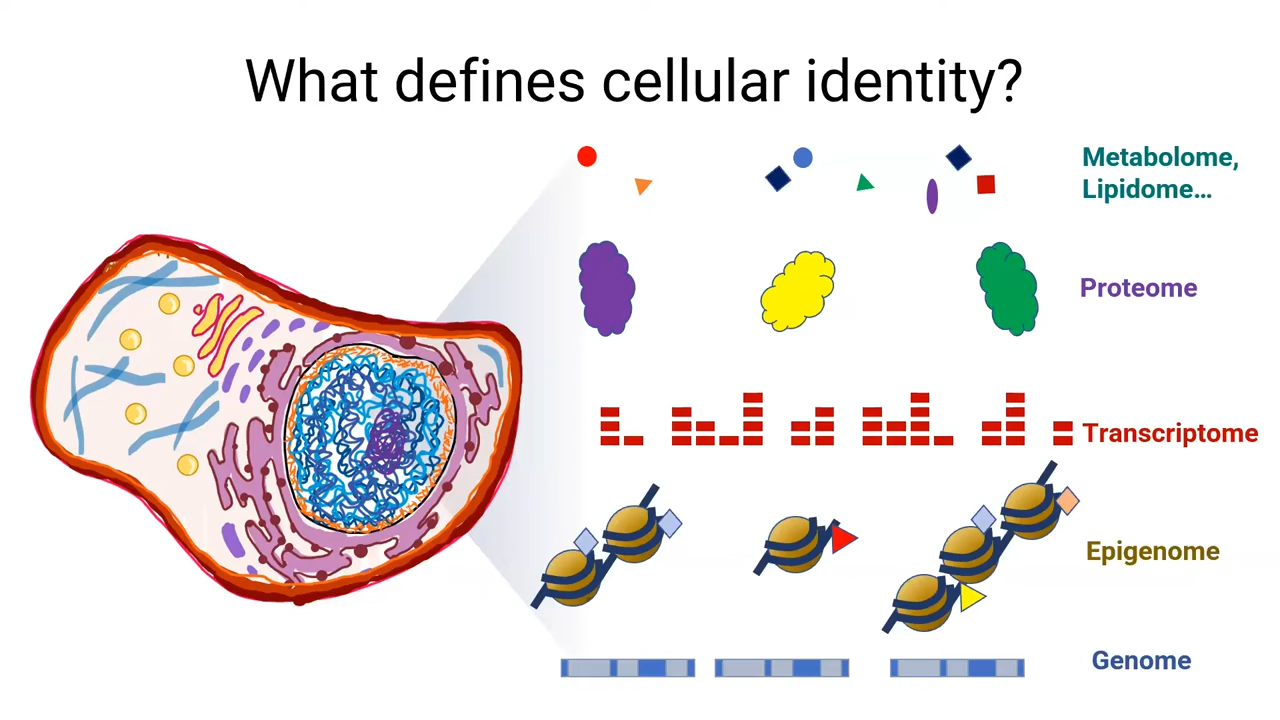 What defines cellular identity?
Metabolome,
Lipidome…
Proteome
Transcriptome
Epigenome
Genome